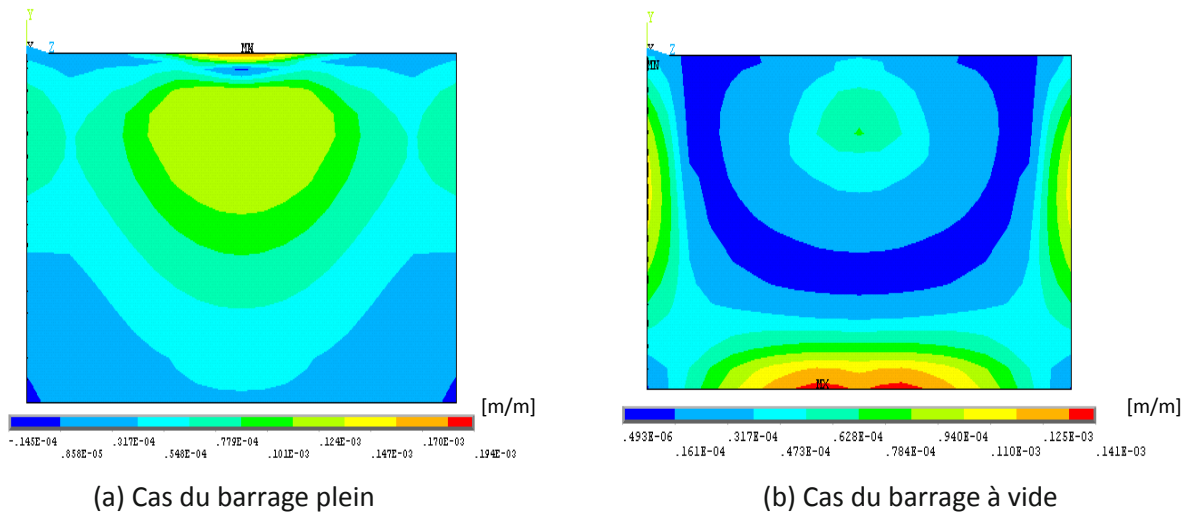 Y
X Z
MN
Y
X Z
MN
MX
[m/m]
-.145E-04 .317E-04 .779E-04 .124E-03 .170E-03
.858E-05 .548E-04 .101E-03 .147E-03 .194E-03
[m/m]
.493E-06 .317E-04 .628E-04 .940E-04 .125E-03
.161E-04 .473E-04 .784E-04 .110E-03 .141E-03
(a) Cas du barrage plein
(b) Cas du barrage à vide